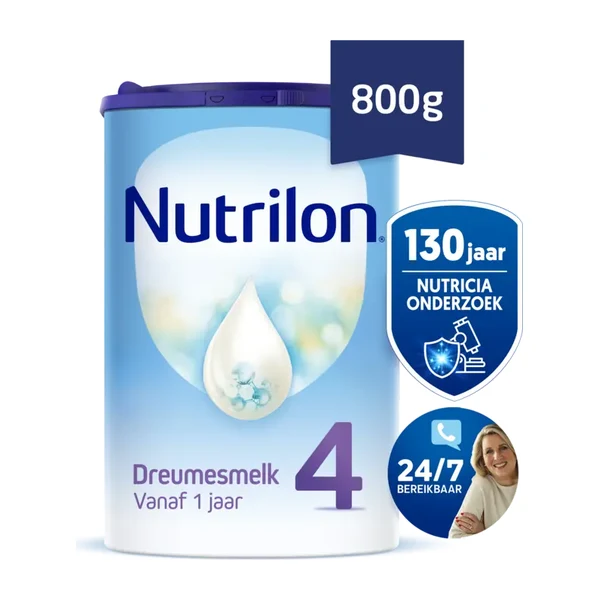 800g
Nutrilon®
130 jaar
NUTRICIA
ONDERZOEK
Dreumesmelk
Vanaf 1 jaar
4
24/7
BEREIKBAAR